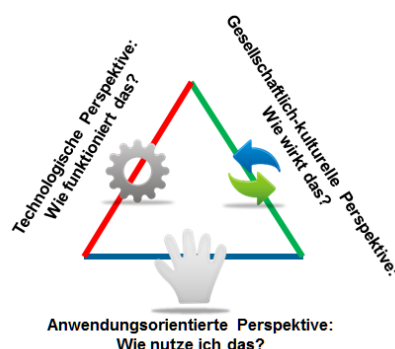 Technologische Perspektive:
Wie funktioniert das?
Gesellschaftlich-kulturelle Perspektive:
Wie wirkt das?
Anwendungsorientierte Perspektive:
Wie nutze ich das?